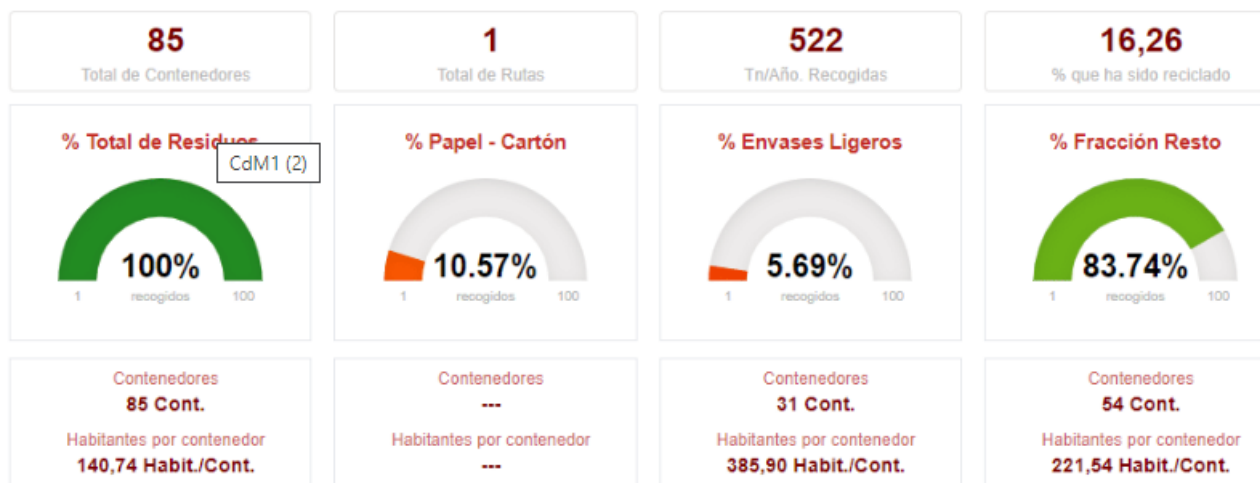 85
Total de Contenedores
1
Total de Rutas
522
Tn/Año. Recogidas
16,26
% que ha sido reciclado
% Total de Residuos
CdM1 (2)
100%
1 recogidos 100
% Papel - Cartón
10.57%
1 recogidos 100
% Envases Ligeros
5.69%
1 recogidos 100
% Fracción Resto
83.74%
1 recogidos 100
Contenedores
85 Cont.
Habitantes por contenedor
140,74 Habit./Cont.
Contenedores
---
Habitantes por contenedor
---
Contenedores
31 Cont.
Habitantes por contenedor
385,90 Habit./Cont.
Contenedores
54 Cont.
Habitantes por contenedor
221,54 Habit./Cont.